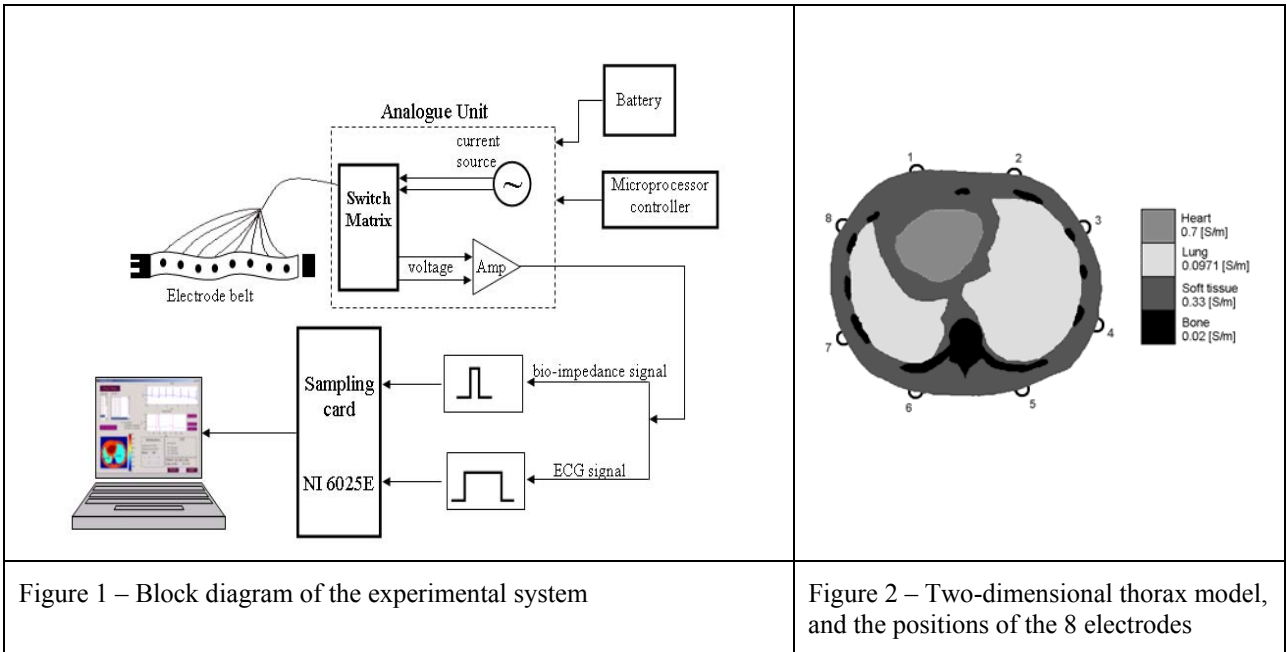 Analogue Unit
Battery
current
source
~
Microprocessor
controller
Switch
Matrix
voltage
Amp
Electrode belt
Sampling
card
NI 6025E
bio-impedance signal
ECG signal
Figure 1 – Block diagram of the experimental system
1
2
3
4
5
6
7
8
Heart
0.7 [S/m]
Lung
0.0971 [S/m]
Soft tissue
0.33 [S/m]
Bone
0.02 [S/m]
Figure 2 – Two-dimensional thorax model,
and the positions of the 8 electrodes